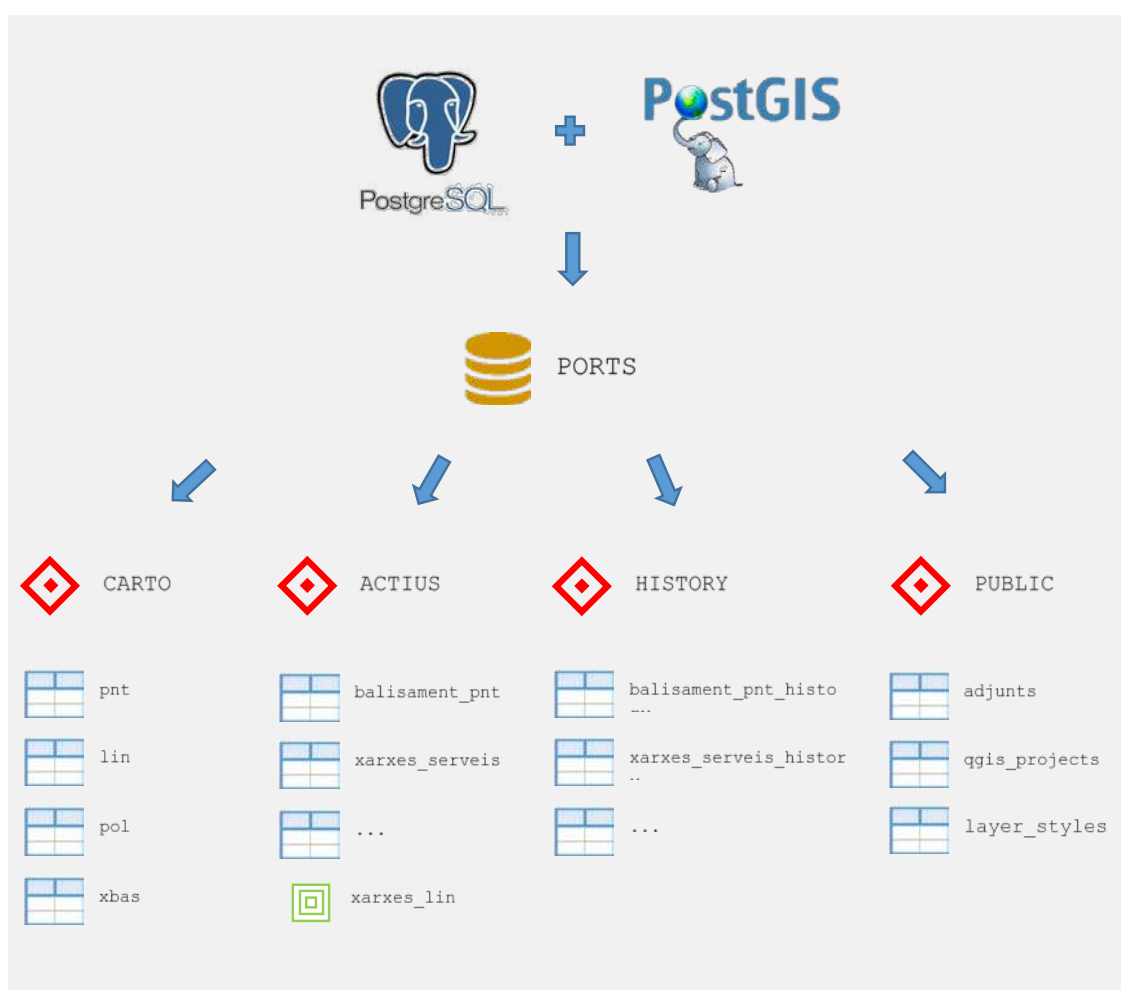 PostGIS
PostgreSQL
PORTS
CARTO
ACTIUS
HISTORY
PUBLIC
pnt
balisament_pnt
balisament_pnt_histo
adjunts
lin
xarxes_serveis
xarxes_serveis_histor
qgis_projects
pol
...
...
layer_styles
xbas
xarxes_lin